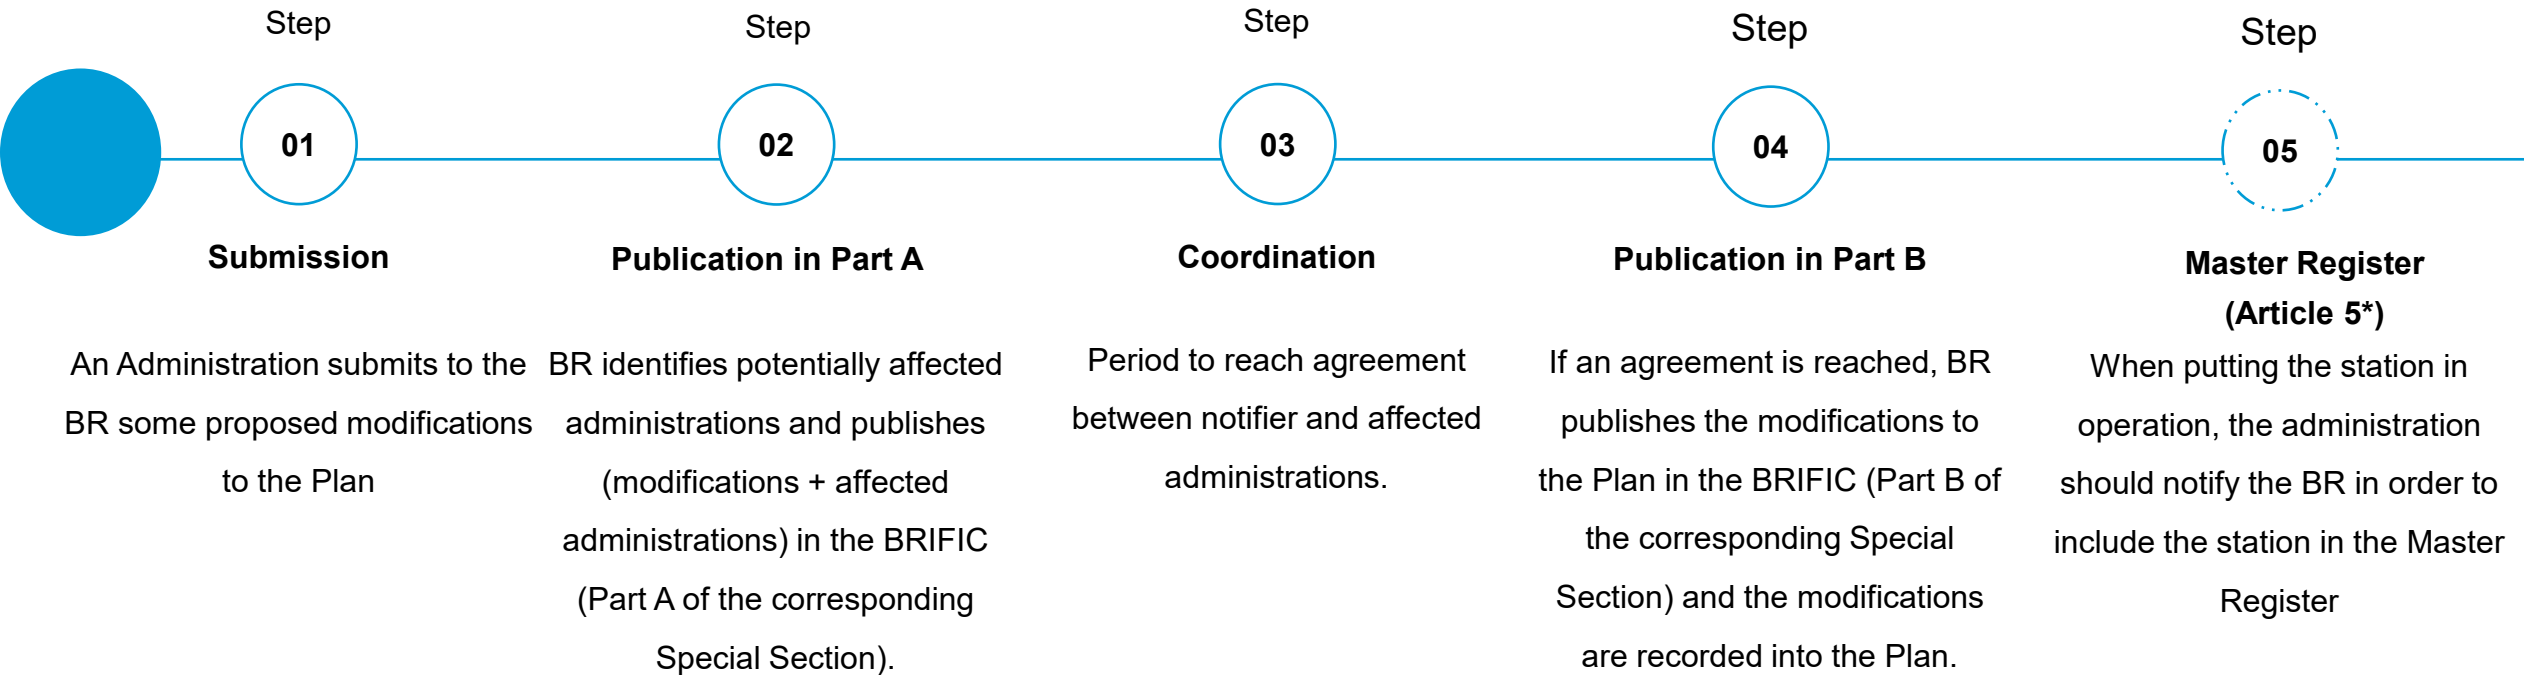 Step
01
Submission
An Administration submits to the
BR some proposed modifications
to the Plan
Step
02
Publication in Part A
BR identifies potentially affected
administrations and publishes
(modifications + affected
administrations) in the BRIFIC
(Part A of the corresponding
Special Section).
Step
03
Coordination
Period to reach agreement
between notifier and affected
administrations.
Step
04
Publication in Part B
If an agreement is reached, BR
publishes the modifications to
the Plan in the BRIFIC (Part B of
the corresponding Special
Section) and the modifications
are recorded into the Plan.
Step
05
Master Register
(Article 5*)
When putting the station in
operation, the administration
should notify the BR in order to
include the station in the Master
Register